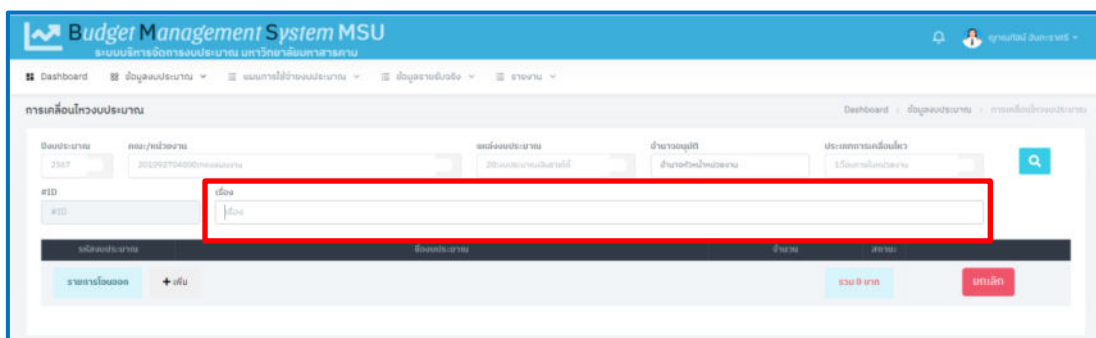 Budget Management System MSU
ระบบบริหารจัดการงบประมาณ มหาวิทยาลัยมหาสารคาม
Dashboard ข้อมูลงบประมาณ แผนการใช้จ่ายงบประมาณ ข้อมูลรายรับจริง รายงาน
การเคลื่อนไหวงบประมาณ
Dashboard ข้อมูลงบประมาณ การเคลื่อนไหวงบประมาณ
ปีงบประมาณ คณะ/หน่วยงาน แหล่งงบประมาณ อำนาจอนุมัติ ประเภทการเคลื่อนไหว
2567 อำนาจหัวหน้าหน่วยงาน
#ID เรื่อง
#ID เรื่อง
รหัสงบประมาณ ชื่องบประมาณ จำนวน สถานะ
รายการโอนออก + เพิ่ม รวม 0 บาท ยกเลิก